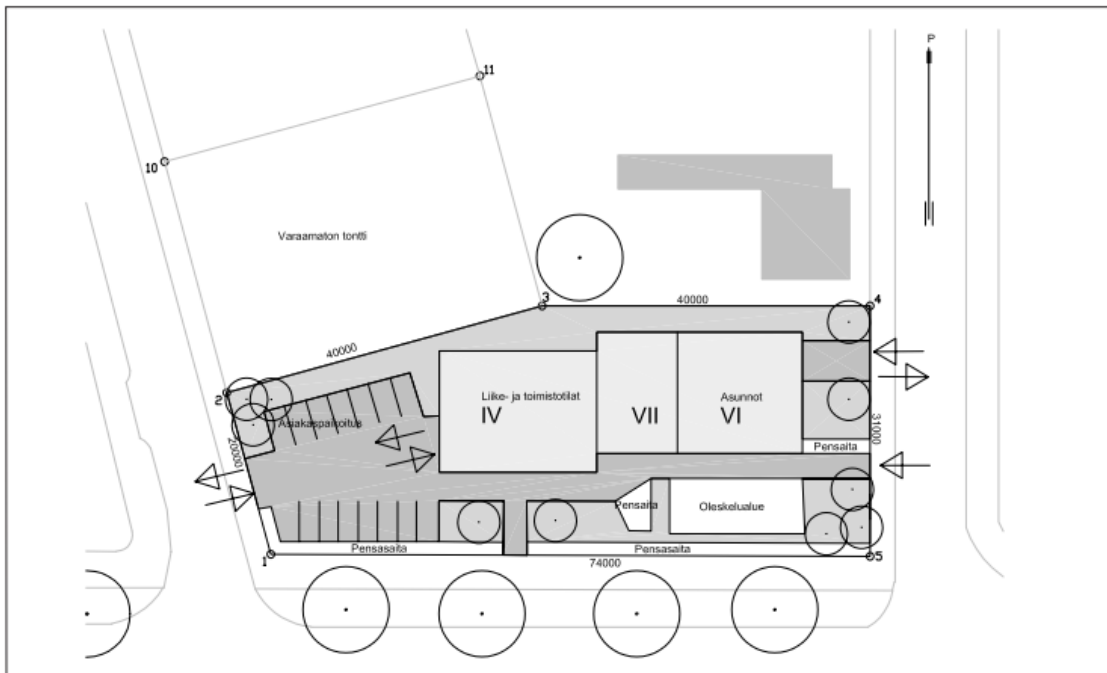 P
11
10
Varaamaton tontti
3
40000
4
40000
2
Liike- ja toimistotilat
IV
VII
Asunnot
VI
Asiakaspaikoitus
20000
31000
Pensaita
Pensaita
Oleskelualue
1
Pensasaita
Pensasaita
74000
5